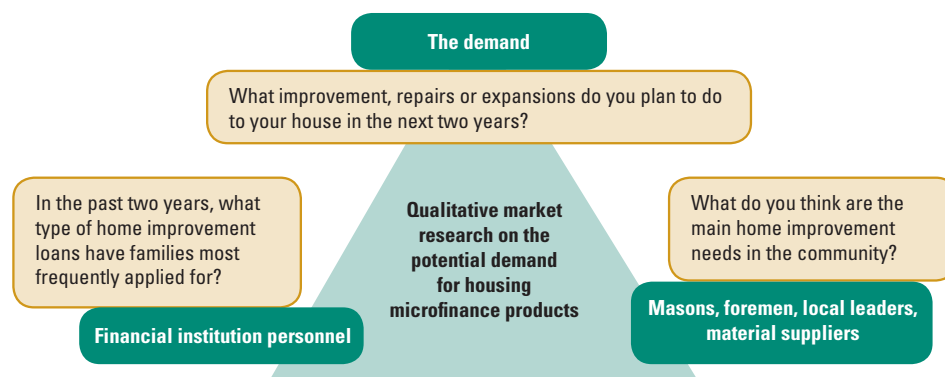 The demand
What improvement, repairs or expansions do you plan to do
to your house in the next two years?
In the past two years, what
type of home improvement
loans have families most
frequently applied for?
Financial institution personnel
Qualitative market
research on the
potential demand
for housing
microfinance products
What do you think are the
main home improvement
needs in the community?
Masons, foremen, local leaders,
material suppliers